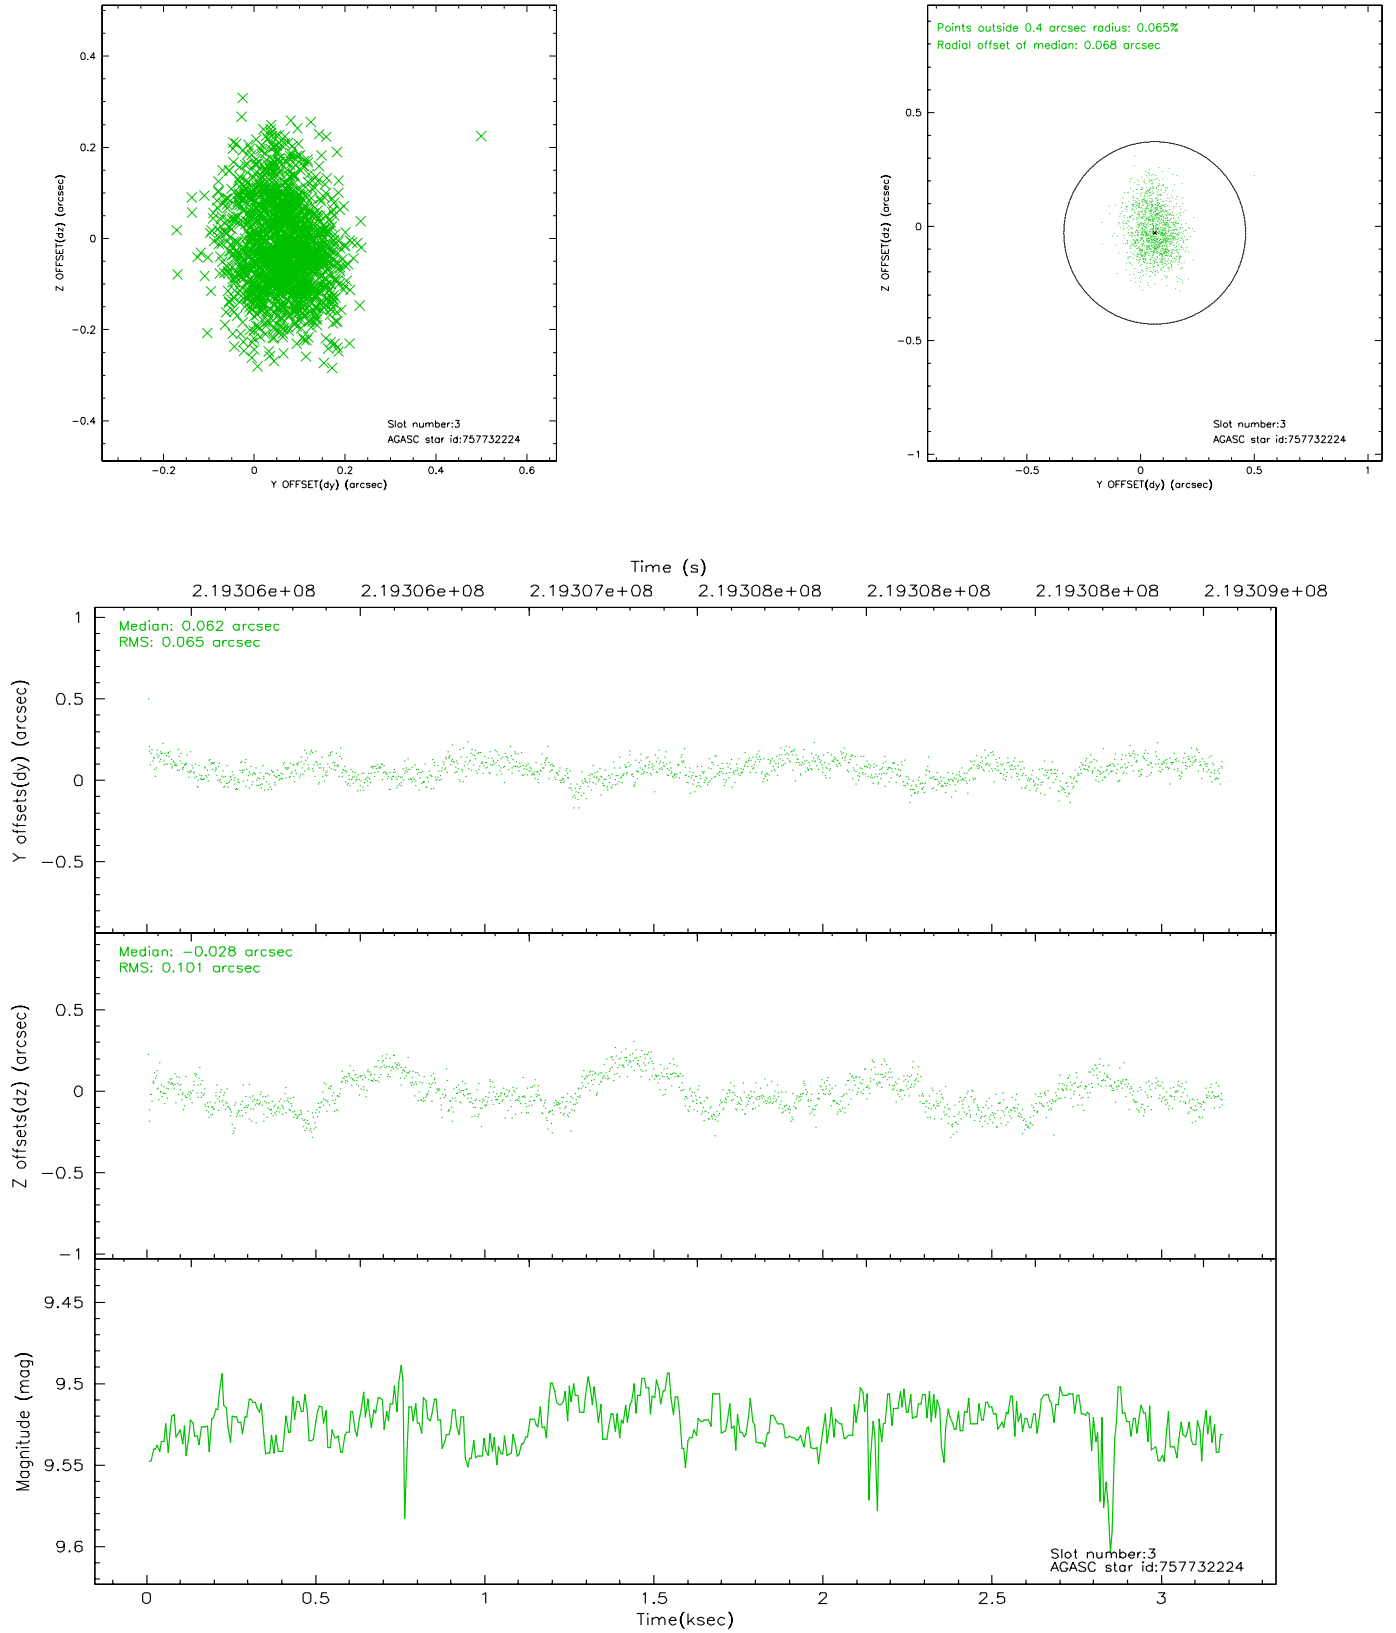 0.4
0.2
0
-0.2
-0.4
Z OFFSET(dz) (arcsec)
Slot number:3
AGASC star id:757732224
-0.2 0 0.2 0.4 0.6
Y OFFSET(dy) (arcsec)
Points outside 0.4 arcsec radius: 0.065%
Radial offset of median: 0.068 arcsec
0.5
0
-0.5
-1
Z OFFSET(dz) (arcsec)
Slot number:3
AGASC star id:757732224
-0.5 0 0.5 1
Y OFFSET(dy) (arcsec)
Time (s)
2.19306e+08 2.19306e+08 2.19307e+08 2.19308e+08 2.19308e+08 2.19308e+08 2.19309e+08
Median: 0.062 arcsec
RMS: 0.065 arcsec
1
0.5
0
-0.5
Y offsets(dy) (arcsec)
Median: -0.028 arcsec
RMS: 0.101 arcsec
0.5
0
-0.5
-1
Z offsets(dz) (arcsec)
9.45
9.5
9.55
9.6
Magnitude (mag)
Slot number:3
AGASC star id:757732224
0 0.5 1 1.5 2 2.5 3
Time(ksec)